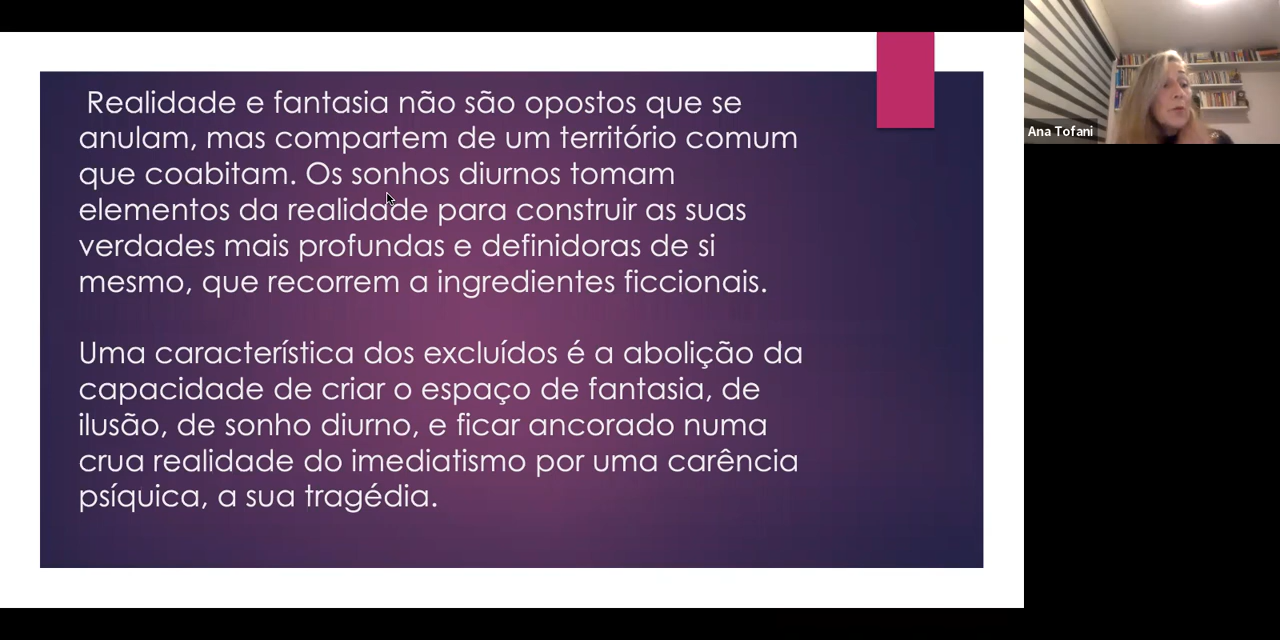 Realidade e fantasia não são opostos que se
anulam, mas compartem de um território comum
que coabitam. Os sonhos diurnos tomam
elementos da realidade para construir as suas
verdades mais profundas e definidoras de si
mesmo, que recorrem a ingredientes ficcionais.
Uma característica dos excluídos é a abolição da
capacidade de criar o espaço de fantasia, de
ilusão, de sonho diurno, e ficar ancorado numa
crua realidade do imediatismo por uma carência
psíquica, a sua tragédia.
Ana Tofani